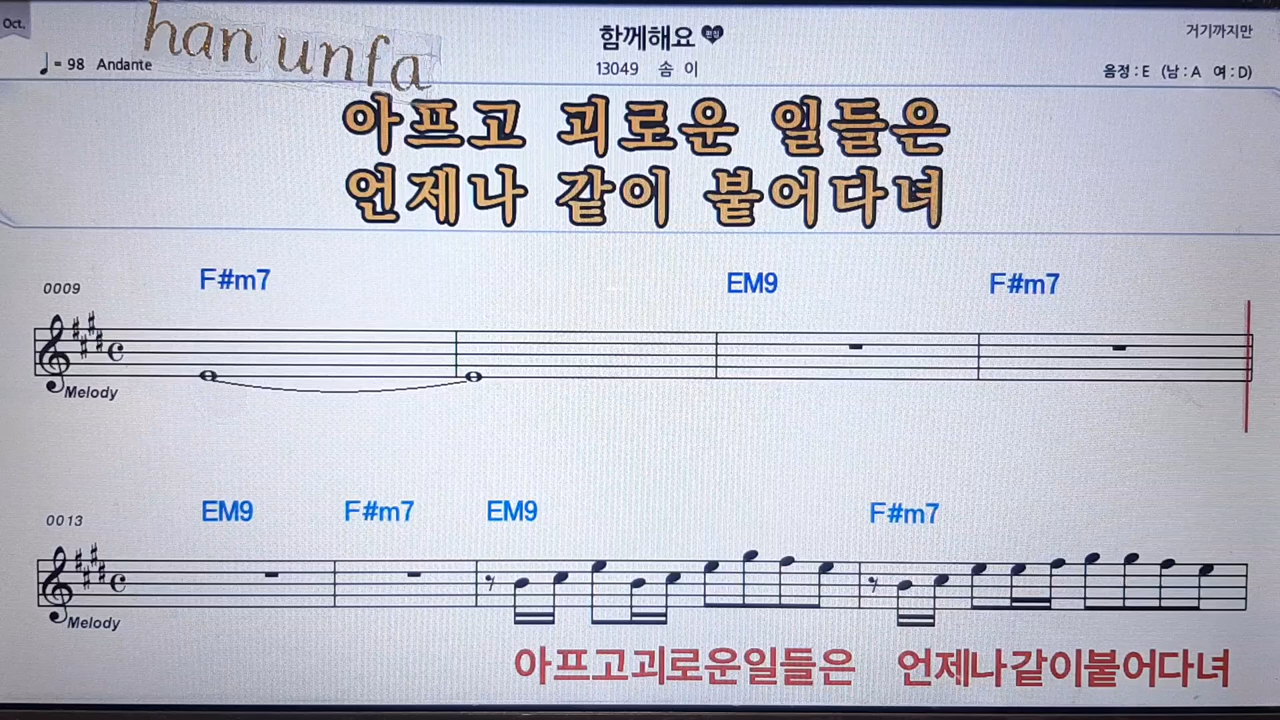 Oct.
han unfa
함께해요
편심
거기까지만
♩= 98 Andante
13049 솜 이
음정 : E (남 : A 여 : D)
아프고 괴로운 일들은
언제나 같이 붙어다녀
0009
F#m7 EM9 F#m7
Melody
0013
EM9 F#m7 EM9 F#m7
Melody
아프고괴로운일들은 언제나같이붙어다녀